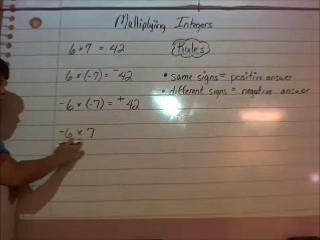 Multiplying Integers
6 × 7 = 42
Rules
6 × (-7) = -42
• same signs = positive answer
• different signs = negative answer
-6 × (-7) = +42
-6 × 7